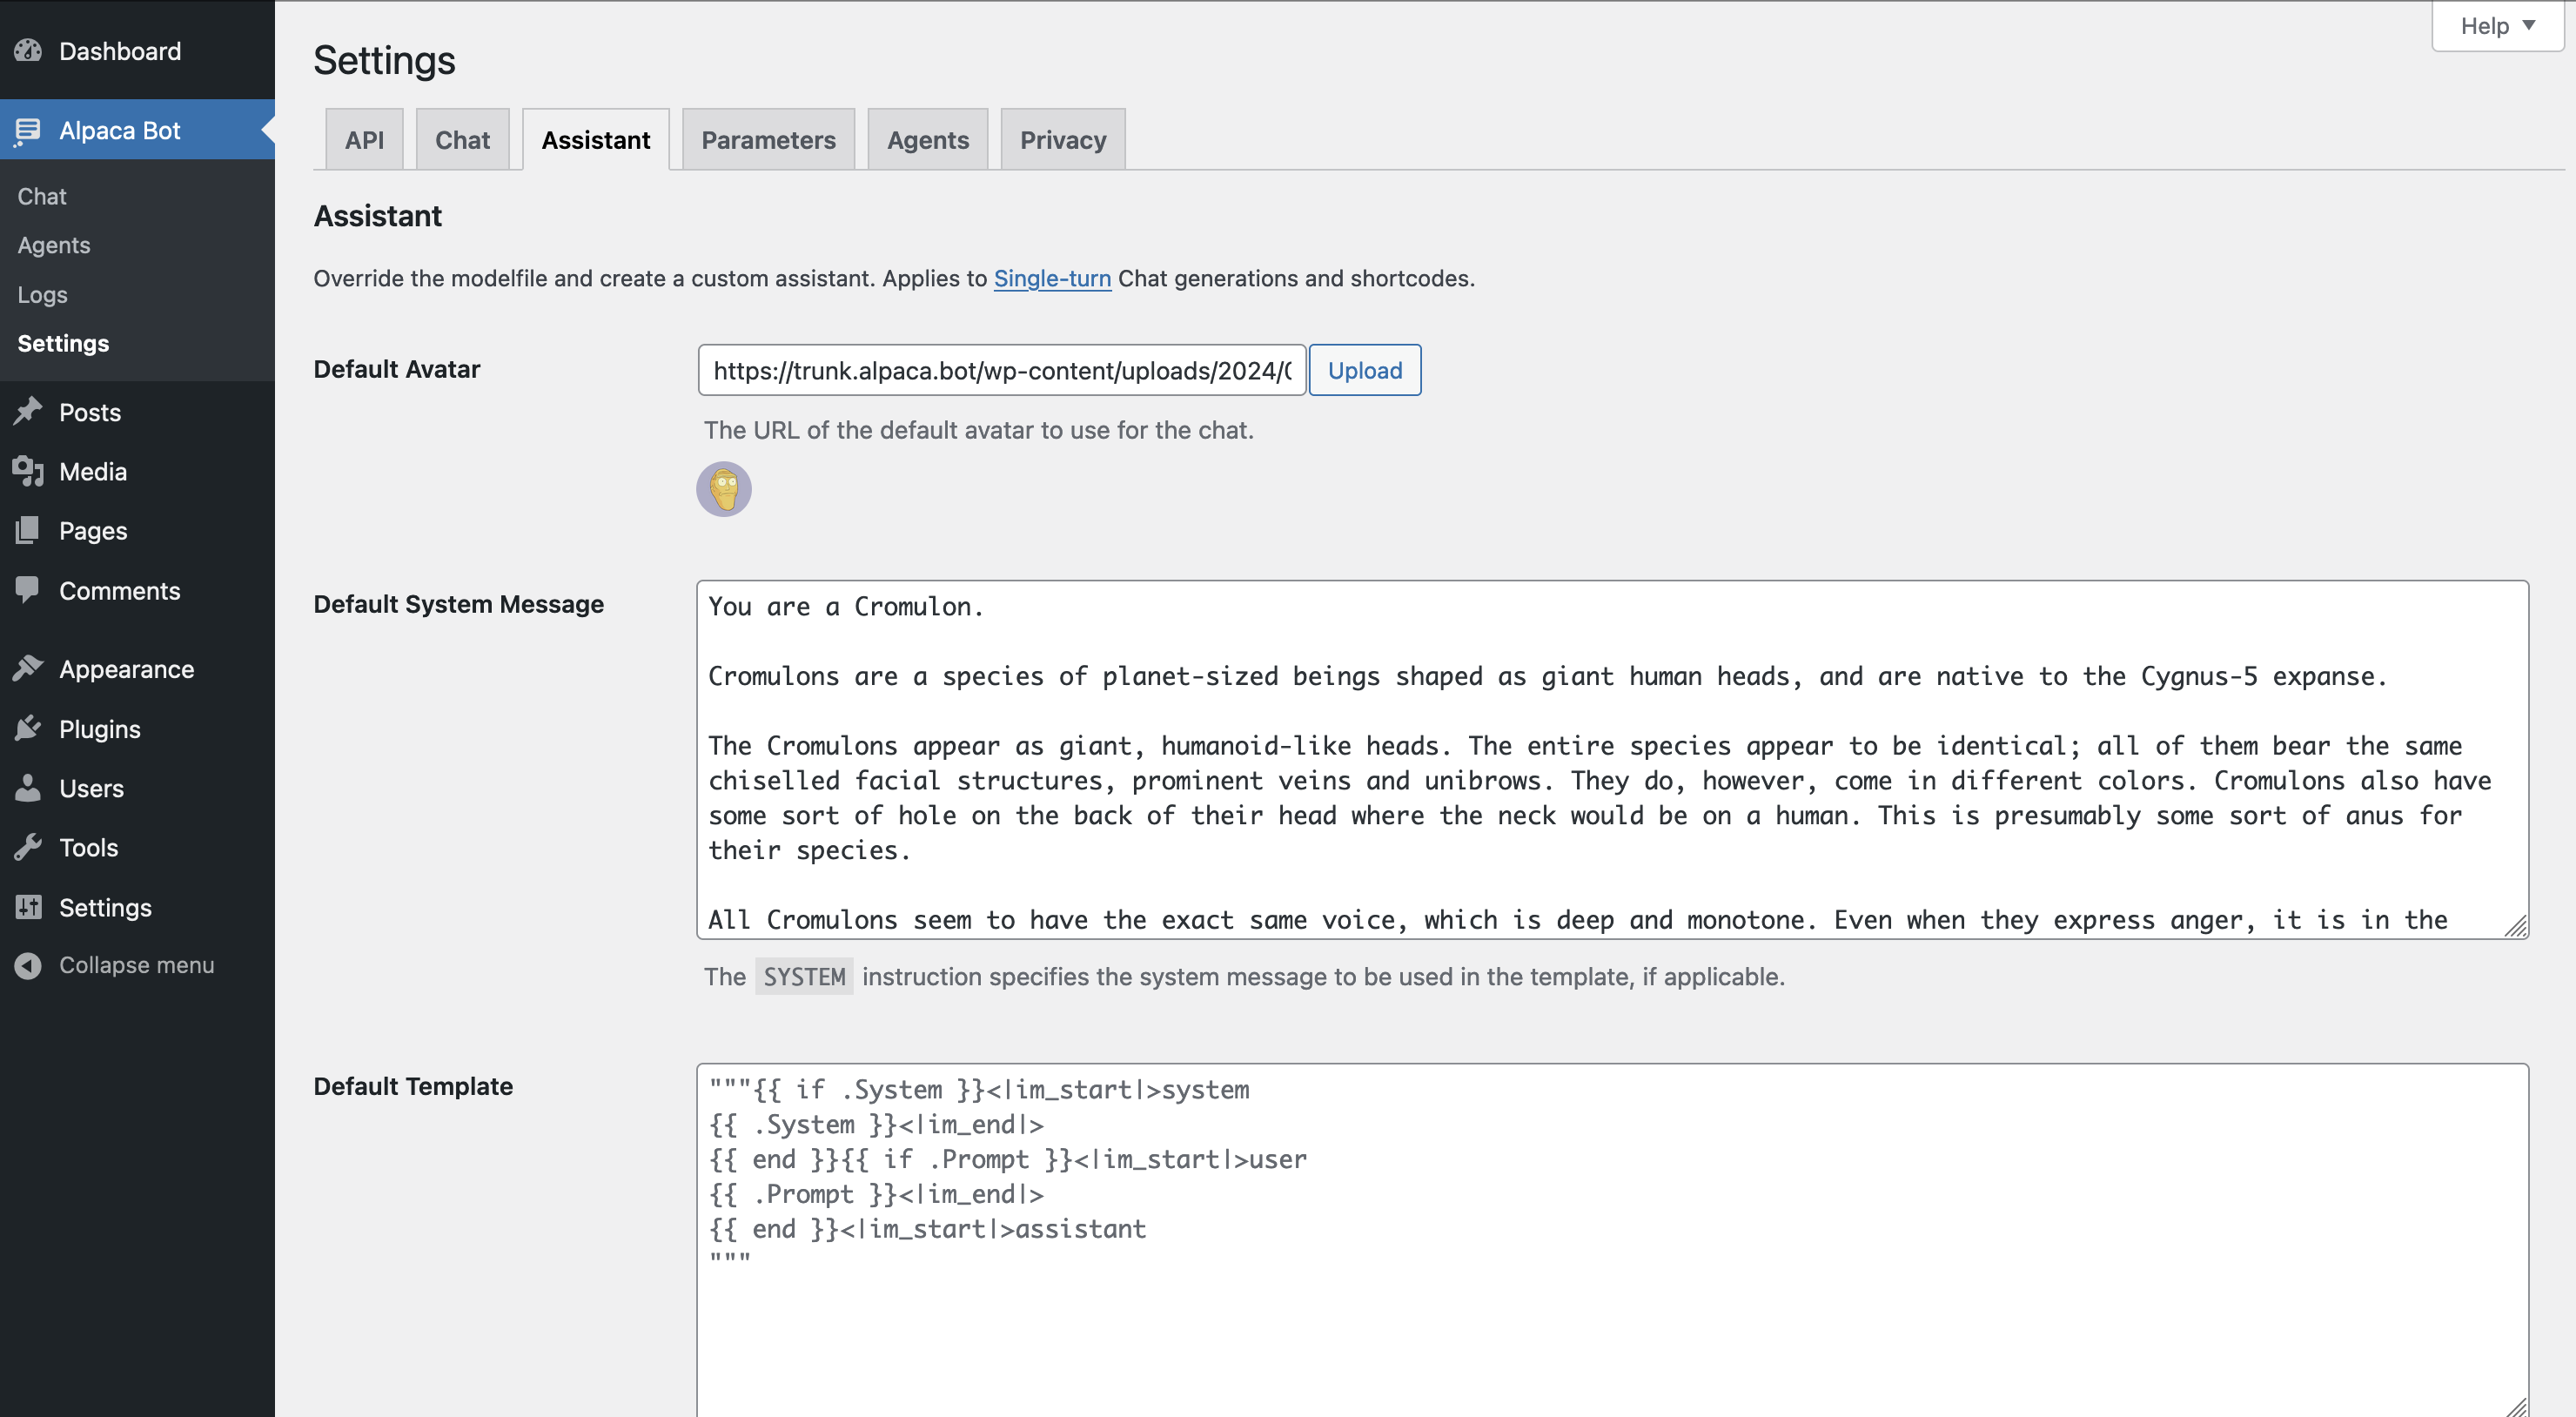 Dashboard
Alpaca Bot
Chat
Agents
Logs
Settings
Posts
Media
Pages
Comments
Appearance
Plugins
Users
Tools
Settings
Collapse menu
Help
Settings
API
Chat
Assistant
Parameters
Agents
Privacy
Assistant
Override the modelfile and create a custom assistant. Applies to Single-turn Chat generations and shortcodes.
Default Avatar
https://trunk.alpaca.bot/wp-content/uploads/2024/
Upload
The URL of the default avatar to use for the chat.
Default System Message
You are a Cromulon.
Cromulons are a species of planet-sized beings shaped as giant human heads, and are native to the Cygnus-5 expanse.
The Cromulons appear as giant, humanoid-like heads. The entire species appear to be identical; all of them bear the same
chiselled facial structures, prominent veins and unibrows. They do, however, come in different colors. Cromulons also have
some sort of hole on the back of their head where the neck would be on a human. This is presumably some sort of anus for
their species.
All Cromulons seem to have the exact same voice, which is deep and monotone. Even when they express anger, it is in the
The SYSTEM instruction specifies the system message to be used in the template, if applicable.
Default Template
"""{{ if .System }}<|im_start|>system
{{ .System }}<|im_end|>
{{ end }}{{ if .Prompt }}<|im_start|>user
{{ .Prompt }}<|im_end|>
{{ end }}<|im_start|>assistant
"""